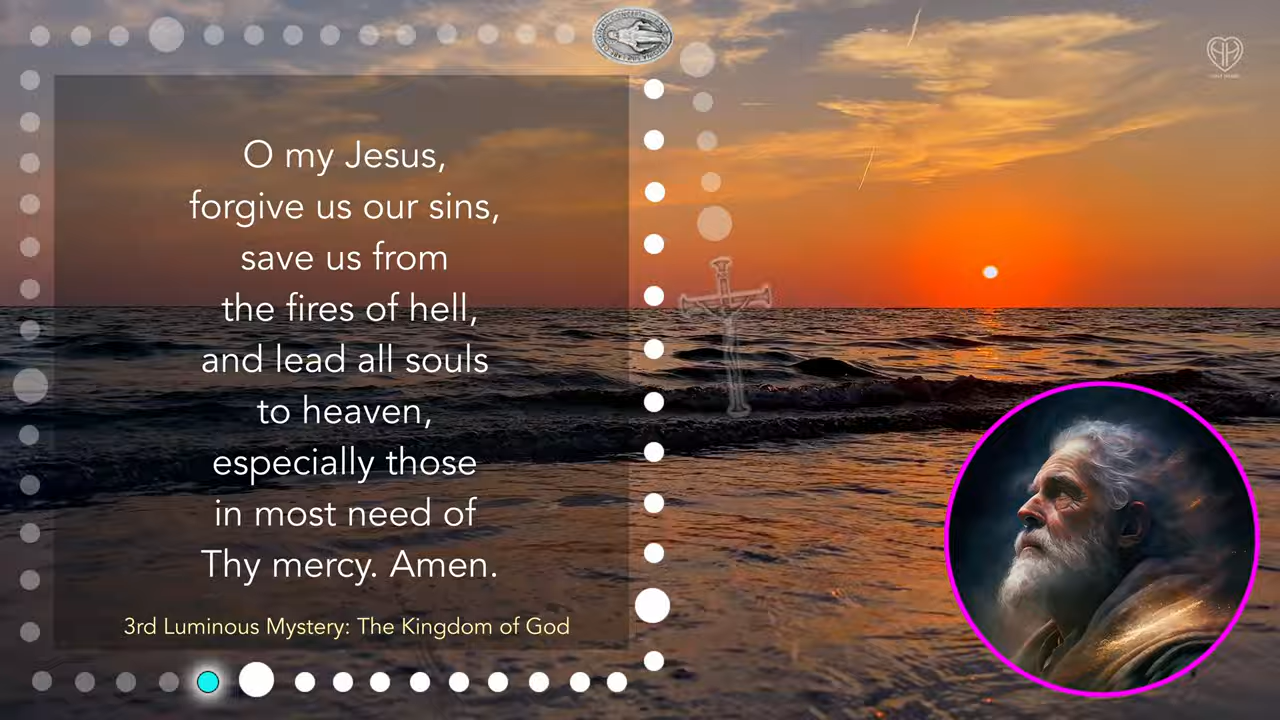 O my Jesus,
forgive us our sins,
save us from
the fires of hell,
and lead all souls
to heaven,
especially those
in most need of
Thy mercy. Amen.
3rd Luminous Mystery: The Kingdom of God